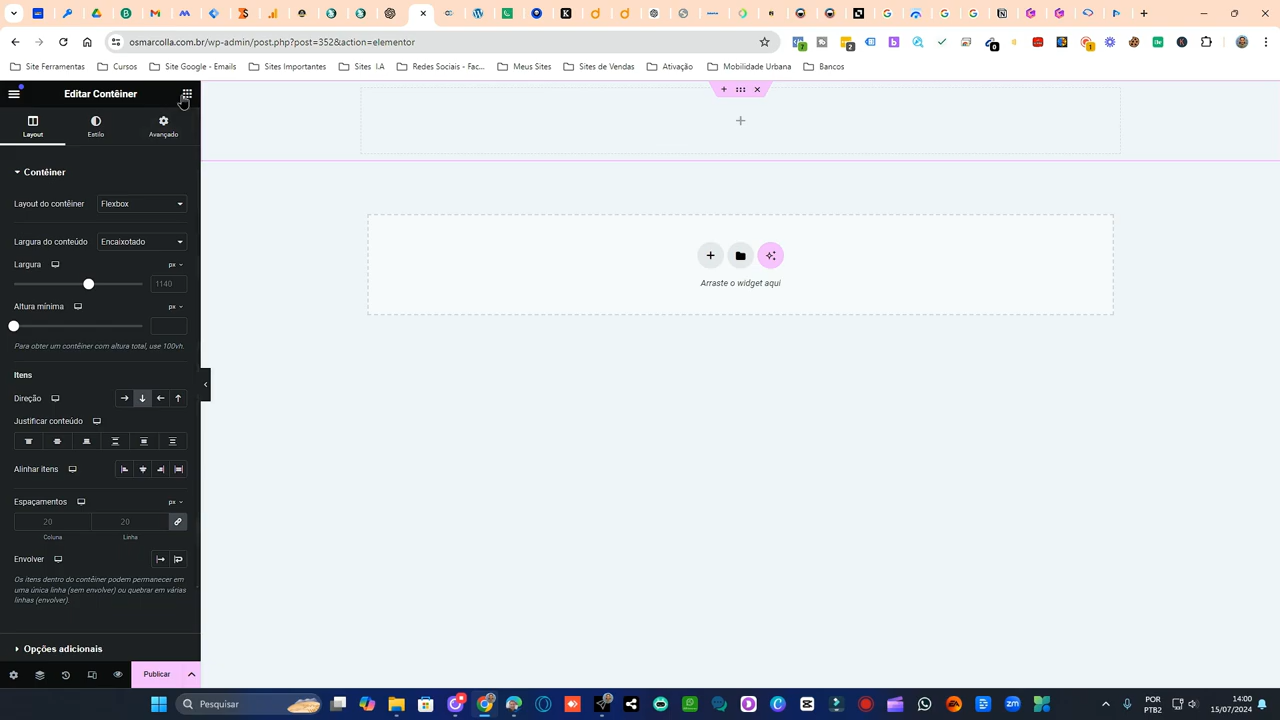 osmarcolla.com.br/wp-admin/post.php?post=352&action=elementor
Site Ferramentas
Cursos
Site Google - Emails
Sites Importantes
Sites I.A
Redes Sociais - Fac...
Meus Sites
Sites de Vendas
Ativação
Mobilidade Urbana
Bancos
Editar Contêiner
Layout
Estilo
Avançado
Contêiner
Layout do contêiner
Flexbox
Largura do conteúdo
Encaixotado
Largura
px
1140
Altura mínima
px
Para obter um contêiner com altura total, use 100vh.
Itens
Direção
Justificar conteúdo
Alinhar itens
Espaçamentos
px
20
20
Coluna
Linha
Envolver
Os itens dentro do contêiner podem permanecer em
uma única linha (sem envolver) ou quebrar em várias
linhas (envolver).
Opções adicionais
Publicar
Arraste o widget aqui
Pesquisar
POR
PTB2
14:00
15/07/2024